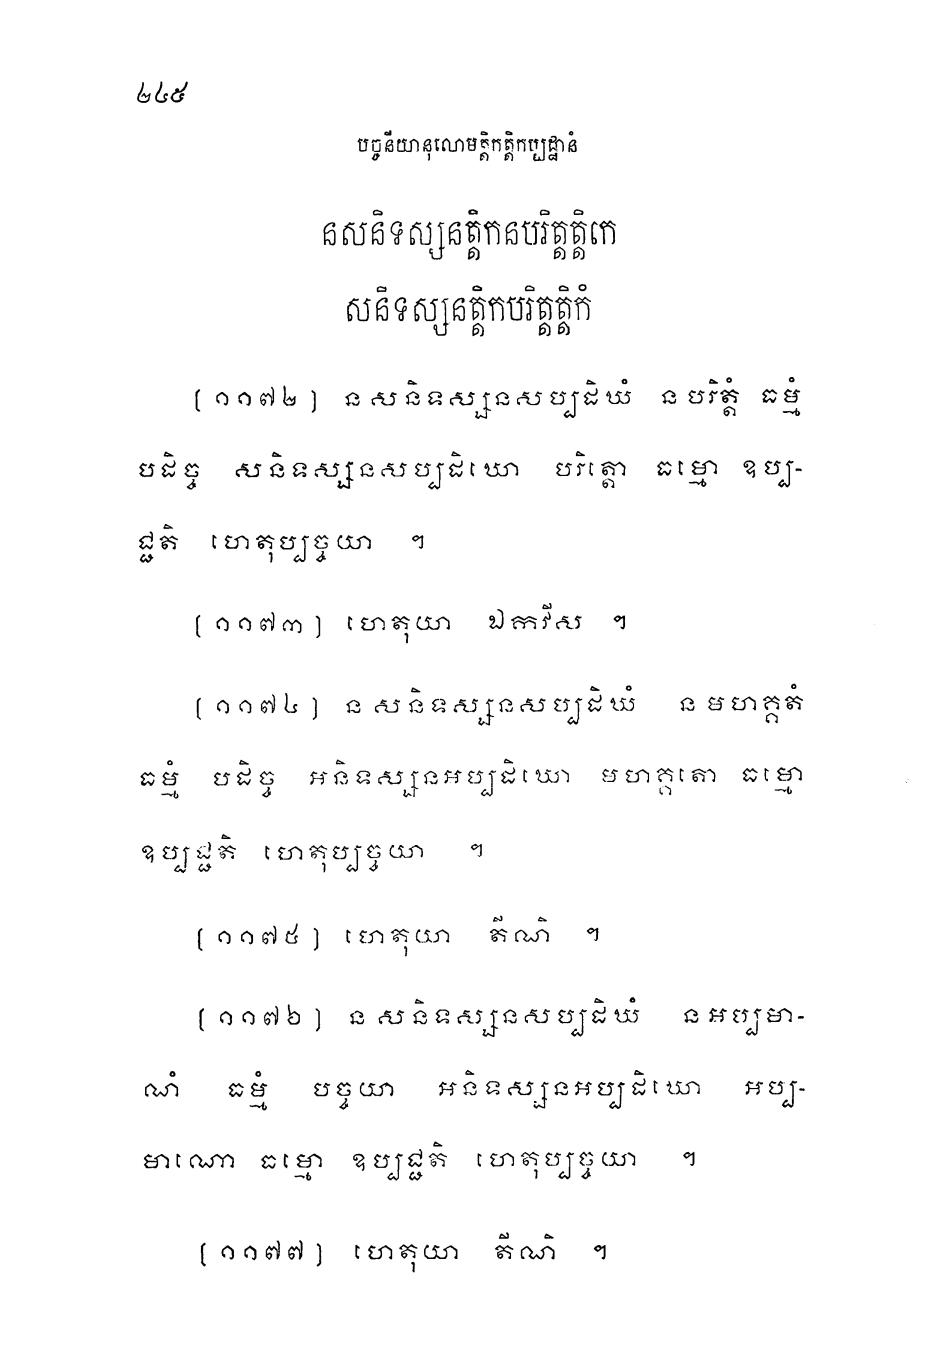 ២៤៥
បច្ចនីយានុលោមត្តិកត្តិកប្បដ្ឋានំ
នសនិទស្សនត្តិកនបរិត្តត្តិកេ
សនិទស្សនត្តិកបរិត្តត្តិកំ
[១១៧២] ន សនិទស្សនសប្បដិឃំ ន បរិត្តំ ធម្មំ
បដិច្ច សនិទស្សនសប្បដិឃោ បរិត្តោ ធម្មោ ឧប្ប-
ជ្ជតិ ហេតុប្បច្ចយា ។
[១១៧៣] ហេតុយា ឯកវីស ។
[១១៧៤] ន សនិទស្សនសប្បដិឃំ ន មហគ្គតំ
ធម្មំ បដិច្ច អនិទស្សនអប្បដិឃោ មហគ្គតោ ធម្មោ
ឧប្បជ្ជតិ ហេតុប្បច្ចយា ។
[១១៧៥] ហេតុយា តីណិ ។
[១១៧៦] ន សនិទស្សនសប្បដិឃំ ន អប្បមា-
ណំ ធម្មំ បច្ចយា អនិទស្សនអប្បដិឃោ អប្ប-
មាណោ ធម្មោ ឧប្បជ្ជតិ ហេតុប្បច្ចយា ។
[១១៧៧] ហេតុយា តីណិ ។